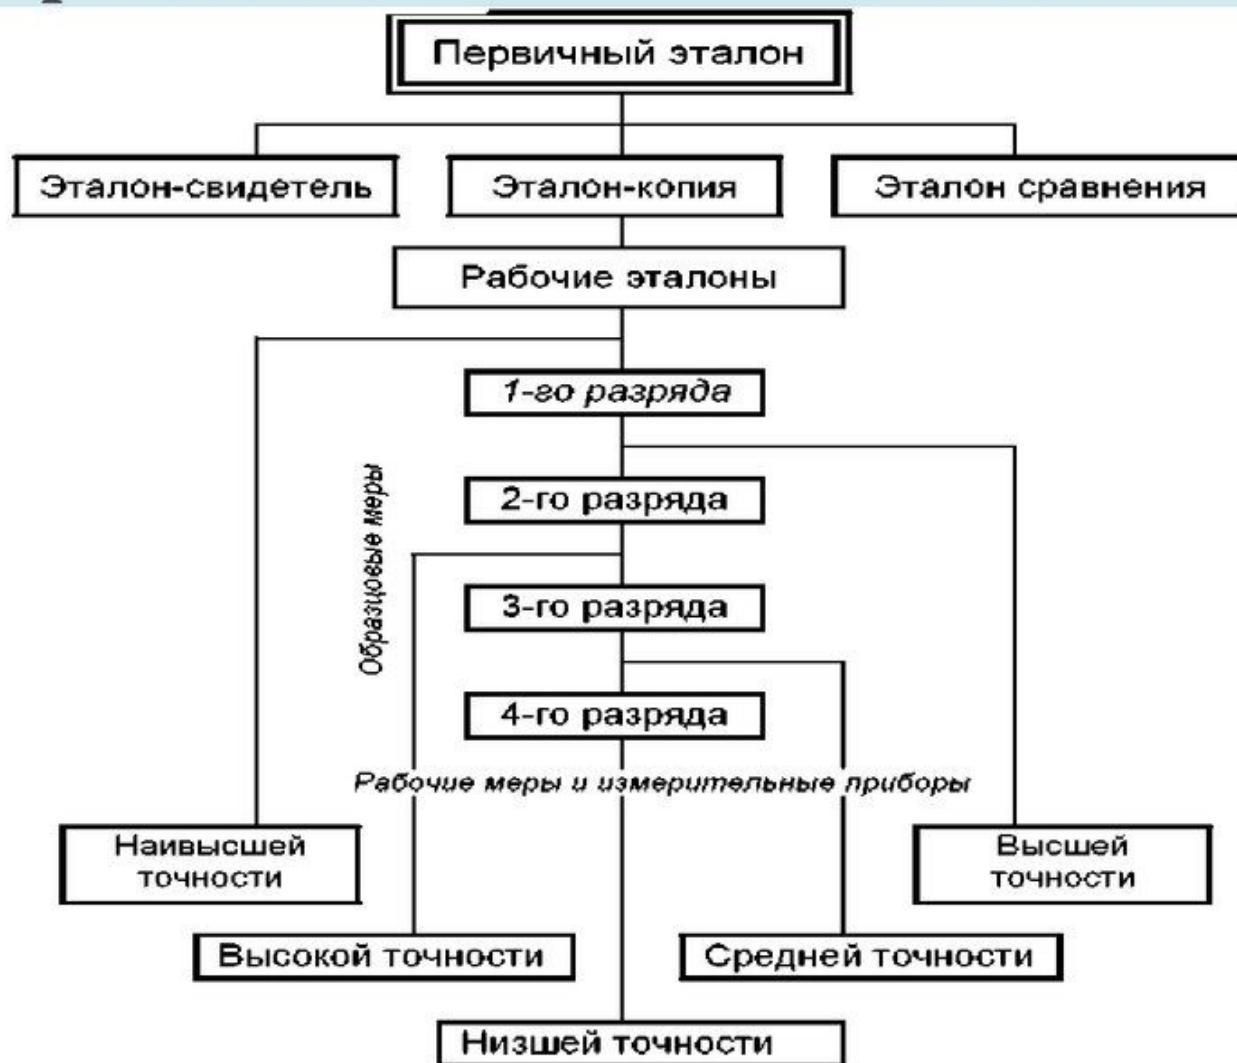 Первичный эталон
Эталон-свидетель
Эталон-копия
Эталон сравнения
Рабочие эталоны
1-го разряда
2-го разряда
Образцовые меры
3-го разряда
4-го разряда
Рабочие меры и измерительные приборы
Наивысшей
точности
Высшей
точности
Высокой точности
Средней точности
Низшей точности